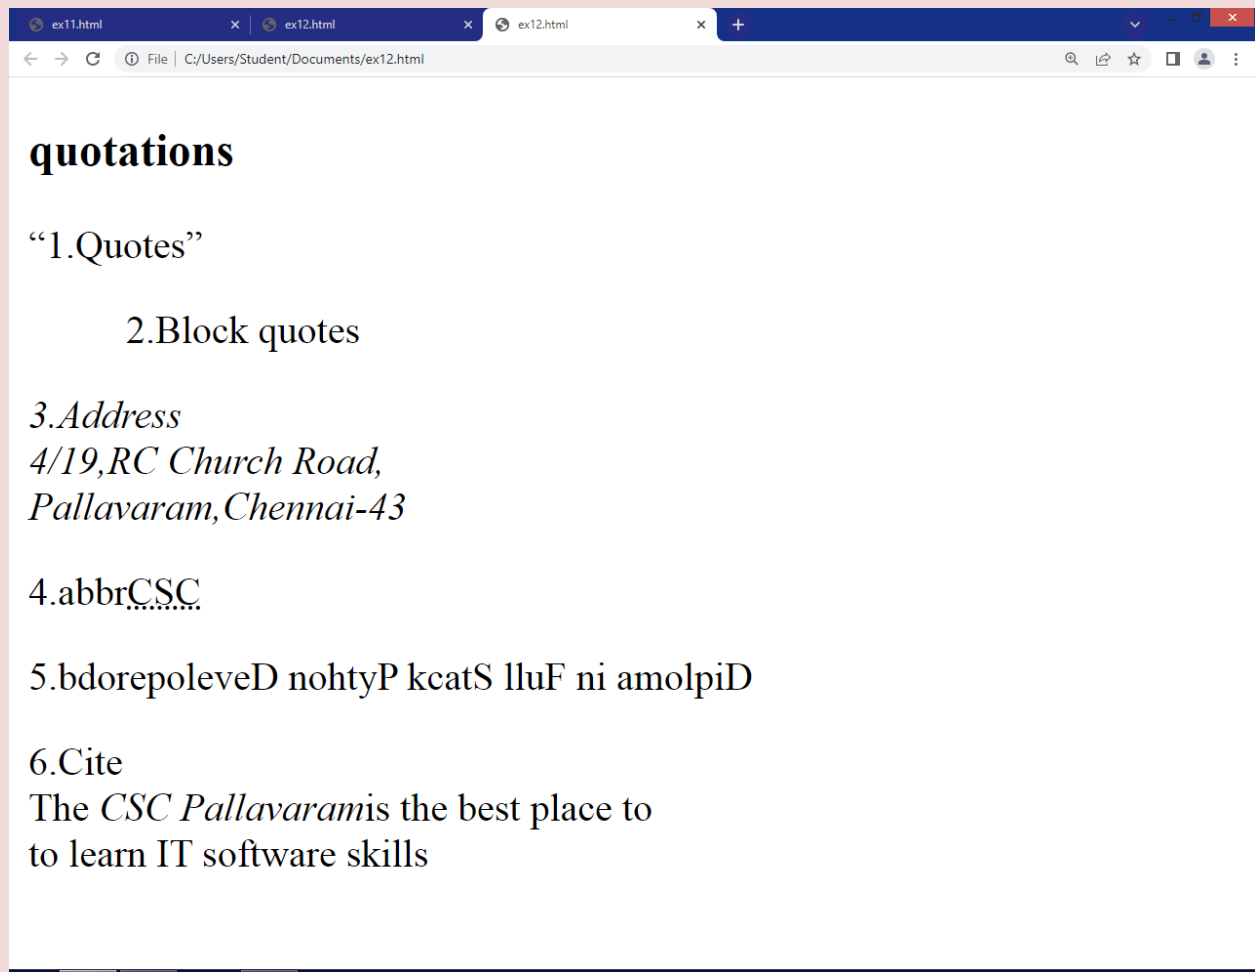 ex11.html
ex12.html
ex12.html
File
C:/Users/Student/Documents/ex12.html
quotations
“1.Quotes”
2.Block quotes
3.Address
4/19,RC Church Road,
Pallavaram,Chennai-43
4.abbrCSC
5.bdorepoleveD nohtyP kcatS lluF ni amolpiD
6.Cite
The CSC Pallavaramis the best place to
to learn IT software skills